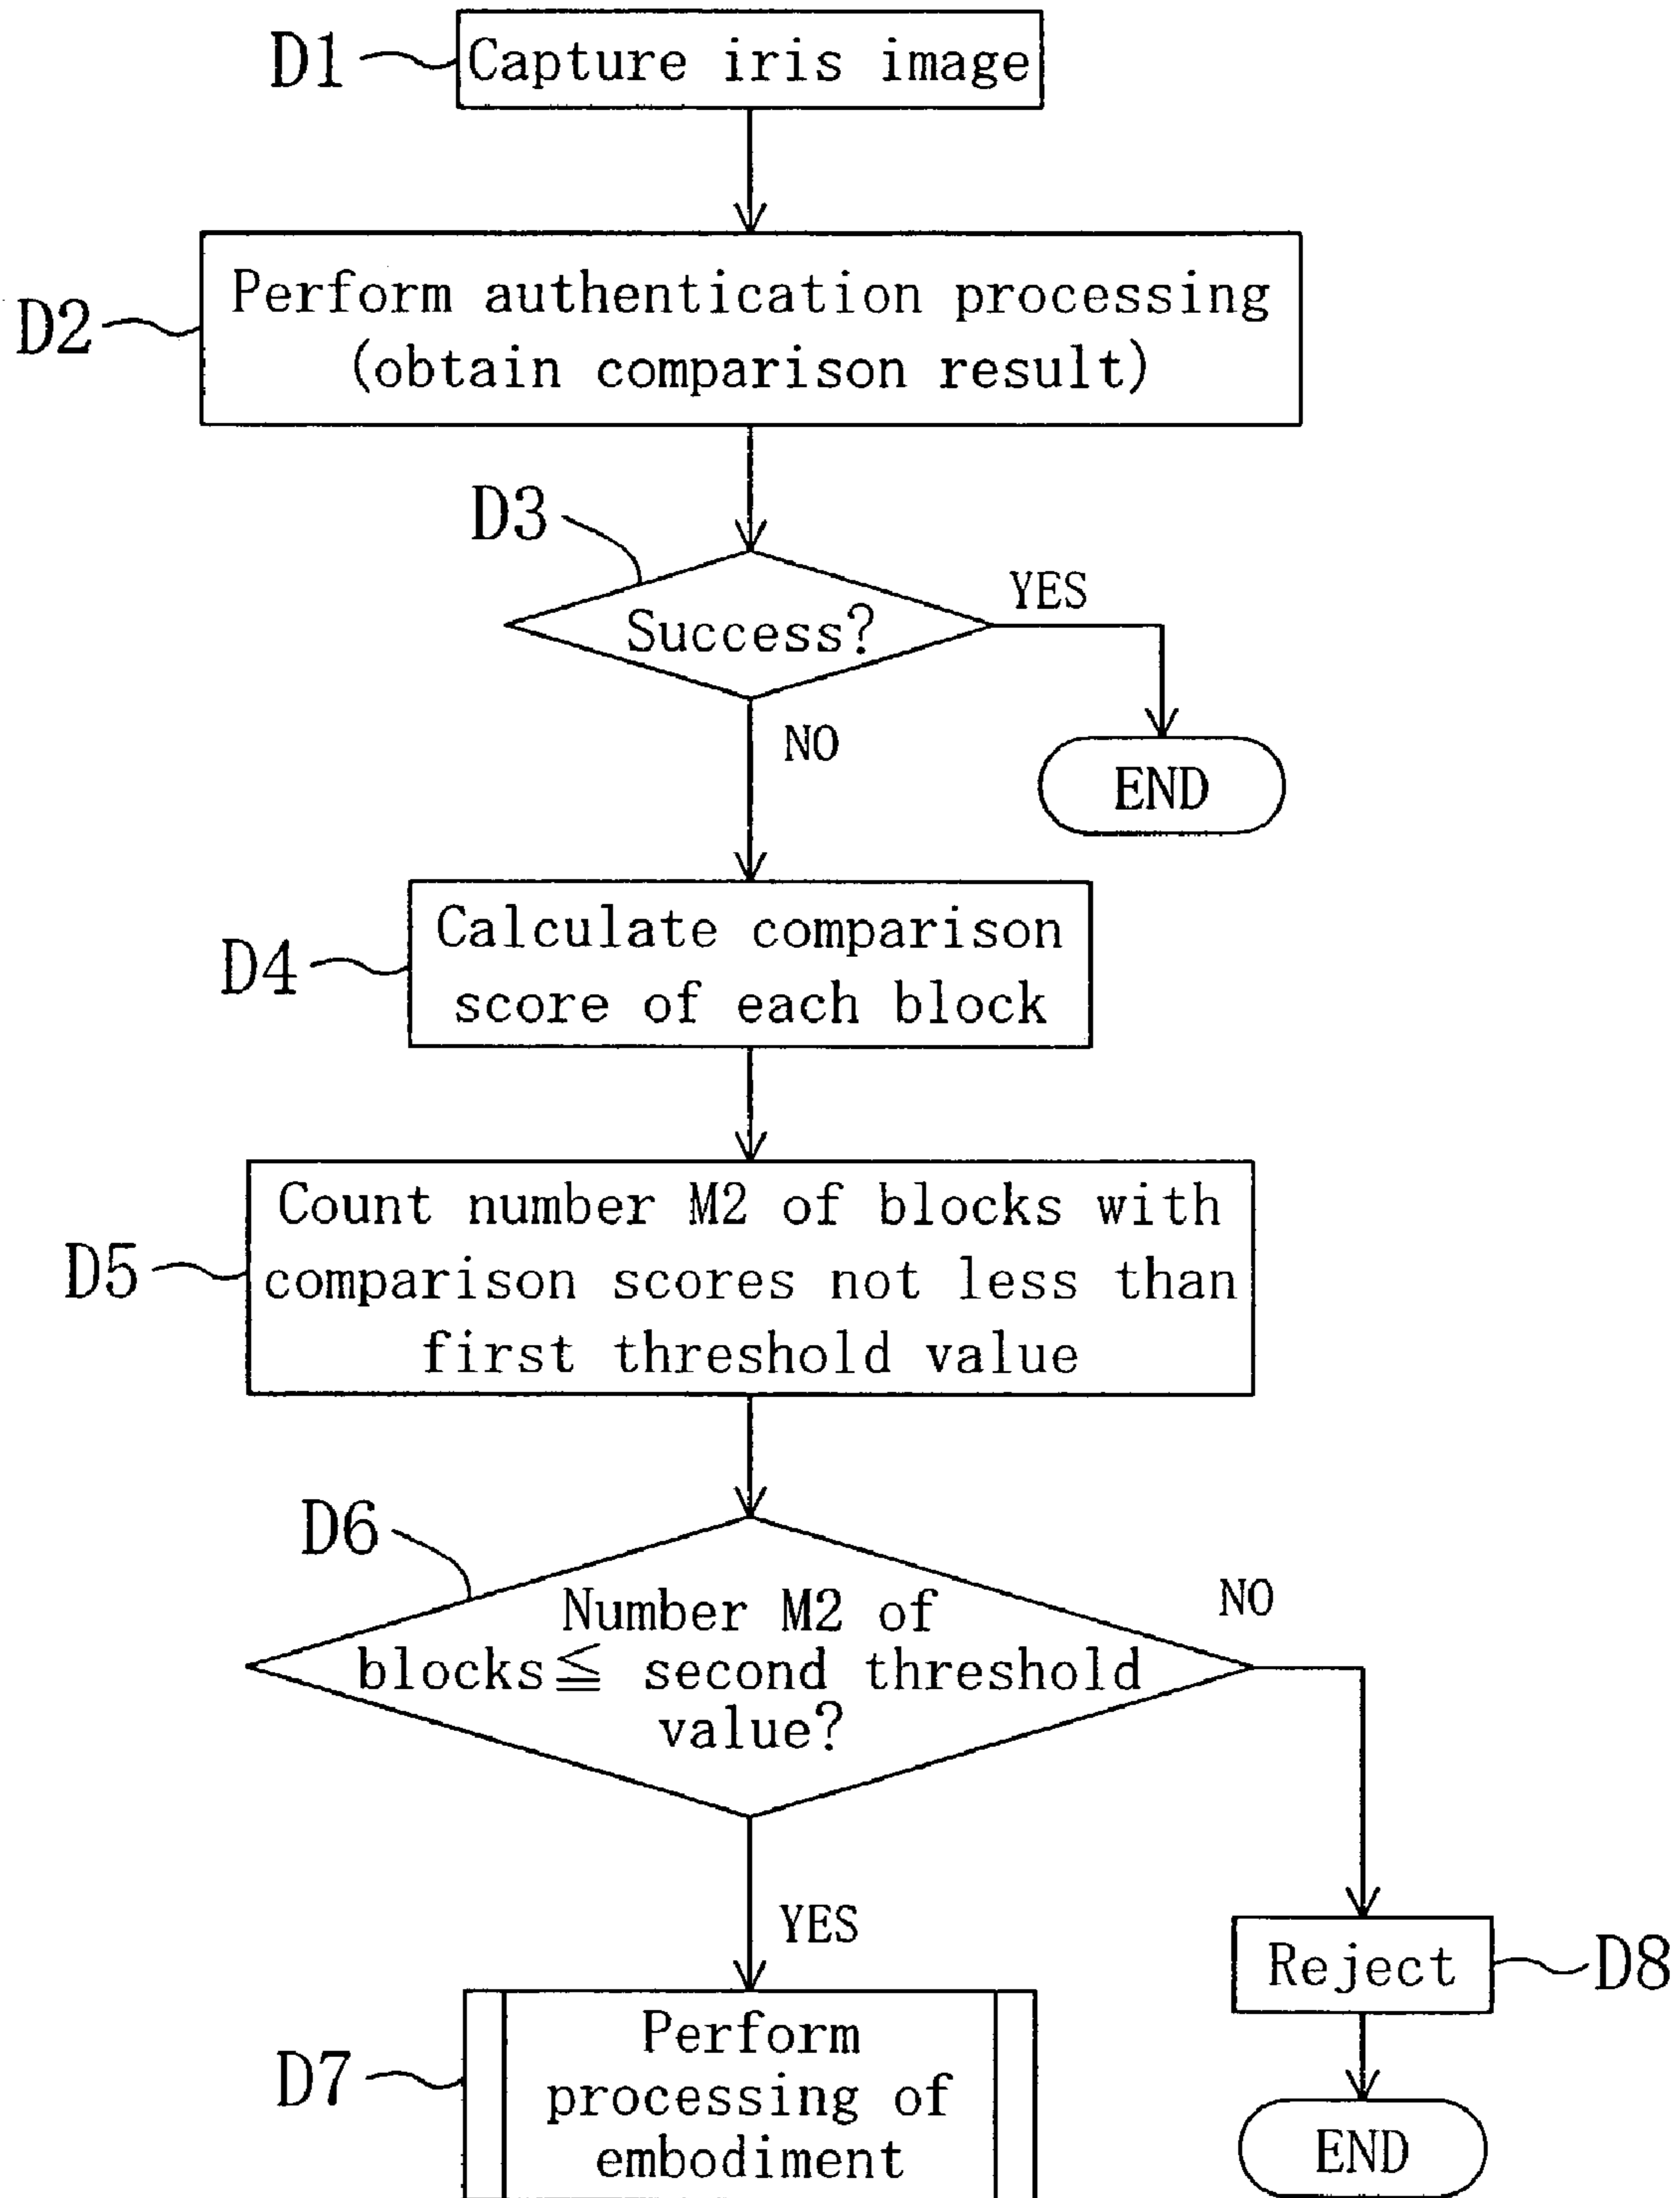 D1
Capture iris image
D2
Perform authentication processing
(obtain comparison result)
D3
Success?
YES
NO
END
D4
Calculate comparison
score of each block
D5
Count number M2 of blocks with
comparison scores not less than
first threshold value
D6
Number M2 of
blocks≦ second threshold
value?
NO
YES
Reject
D8
D7
Perform
processing of
embodiment
END